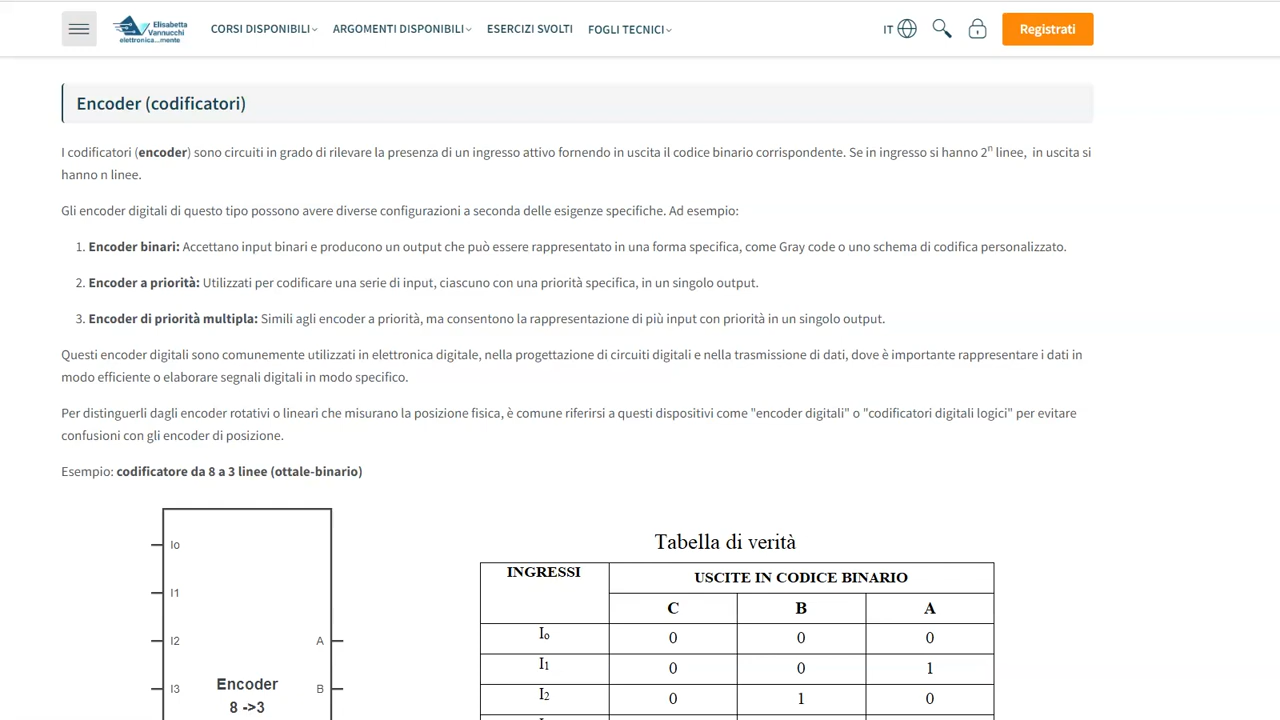 Elisabetta
Vannucchi
elettronica...mente
CORSI DISPONIBILI
ARGOMENTI DISPONIBILI
ESERCIZI SVOLTI
FOGLI TECNICI
IT
Registrati
Encoder (codificatori)
I codificatori (encoder) sono circuiti in grado di rilevare la presenza di un ingresso attivo fornendo in uscita il codice binario corrispondente. Se in ingresso si hanno 2ⁿ linee, in uscita si
hanno n linee.
Gli encoder digitali di questo tipo possono avere diverse configurazioni a seconda delle esigenze specifiche. Ad esempio:
1. Encoder binari: Accettano input binari e producono un output che può essere rappresentato in una forma specifica, come Gray code o uno schema di codifica personalizzato.
2. Encoder a priorità: Utilizzati per codificare una serie di input, ciascuno con una priorità specifica, in un singolo output.
3. Encoder di priorità multipla: Simili agli encoder a priorità, ma consentono la rappresentazione di più input con priorità in un singolo output.
Questi encoder digitali sono comunemente utilizzati in elettronica digitale, nella progettazione di circuiti digitali e nella trasmissione di dati, dove è importante rappresentare i dati in
modo efficiente o elaborare segnali digitali in modo specifico.
Per distinguerli dagli encoder rotativi o lineari che misurano la posizione fisica, è comune riferirsi a questi dispositivi come "encoder digitali" o "codificatori digitali logici" per evitare
confusioni con gli encoder di posizione.
Esempio: codificatore da 8 a 3 linee (ottale-binario)
Io
I1
I2
A
I3
Encoder
B
8 ->3
Tabella di verità
INGRESSI
USCITE IN CODICE BINARIO
C B A
I₀ 0 0 0
I₁ 0 0 1
I₂ 0 1 0